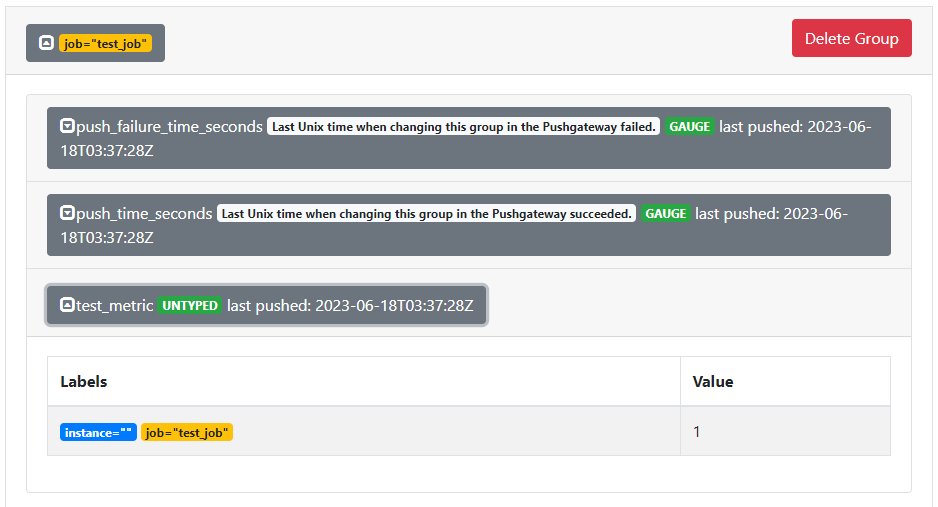 job="test_job"
Delete Group
push_failure_time_seconds Last Unix time when changing this group in the Pushgateway failed. GAUGE last pushed: 2023-06-
18T03:37:28Z
push_time_seconds Last Unix time when changing this group in the Pushgateway succeeded. GAUGE last pushed: 2023-06-
18T03:37:28Z
test_metric UNTYPED last pushed: 2023-06-18T03:37:28Z
Labels Value
instance="" job="test_job" 1